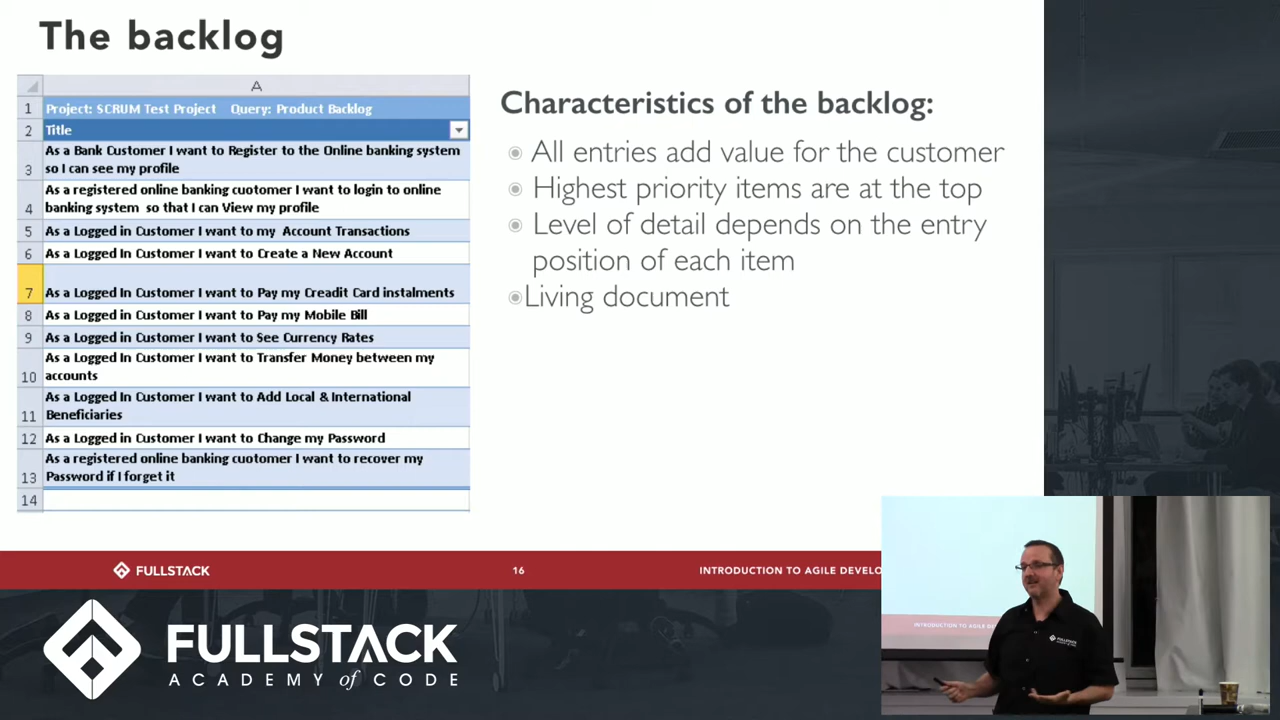 The backlog
A
1 Project: SCRUM Test Project Query: Product Backlog
2 Title
3 As a Bank Customer I want to Register to the Online banking system
so I can see my profile
4 As a registered online banking cuotomer I want to login to online
banking system so that I can View my profile
5 As a Logged in Customer I want to my Account Transactions
6 As a Logged In Customer I want to Create a New Account
7 As a Logged In Customer I want to Pay my Creadit Card instalments
8 As a Logged In Customer I want to Pay my Mobile Bill
9 As a Logged In Customer I want to See Currency Rates
10 As a Logged In Customer I want to Transfer Money between my
accounts
11 As a Logged in Customer I want to Add Local & International
Beneficiaries
12 As a Logged in Customer I want to Change my Password
13 As a registered online banking cuotomer I want to recover my
Password if I forget it
14
Characteristics of the backlog:
All entries add value for the customer
Highest priority items are at the top
Level of detail depends on the entry
position of each item
Living document
FULLSTACK
16
INTRODUCTION TO AGILE DEVELO
FULLSTACK
ACADEMY of CODE
INTRODUCTION TO AGILE DE
FULLSTACK